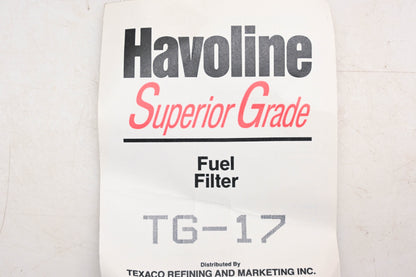 Havoline
Superior Grade
Fuel
Filter
TG-17
Distributed By
TEXACO REFINING AND MARKETING INC.